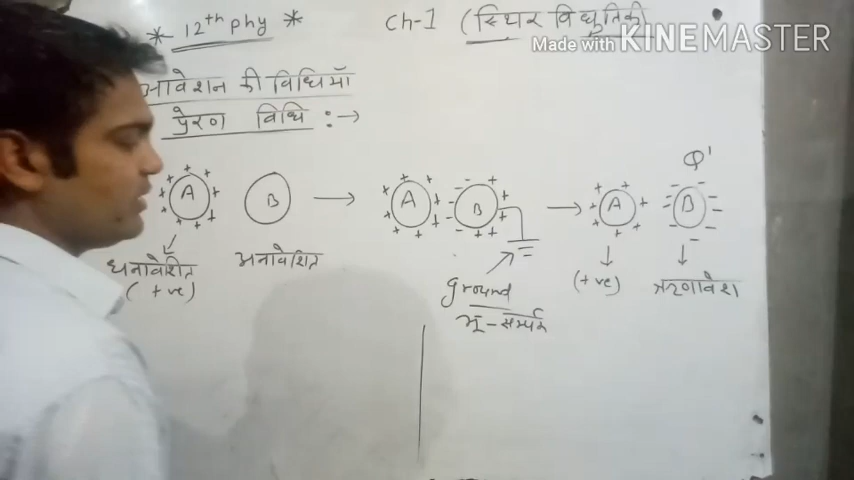 * 12th phy * Ch-1 (स्थिर विद्युतिकी)
Made with KINEMASTER
आवेशन की विधियाँ
प्रेरण विधि :→
Q'
A B → A B → A B
धनावेशित अनावेशित
(+ve)
Ground
भू-सम्पर्क
(+ve) ऋणावेश